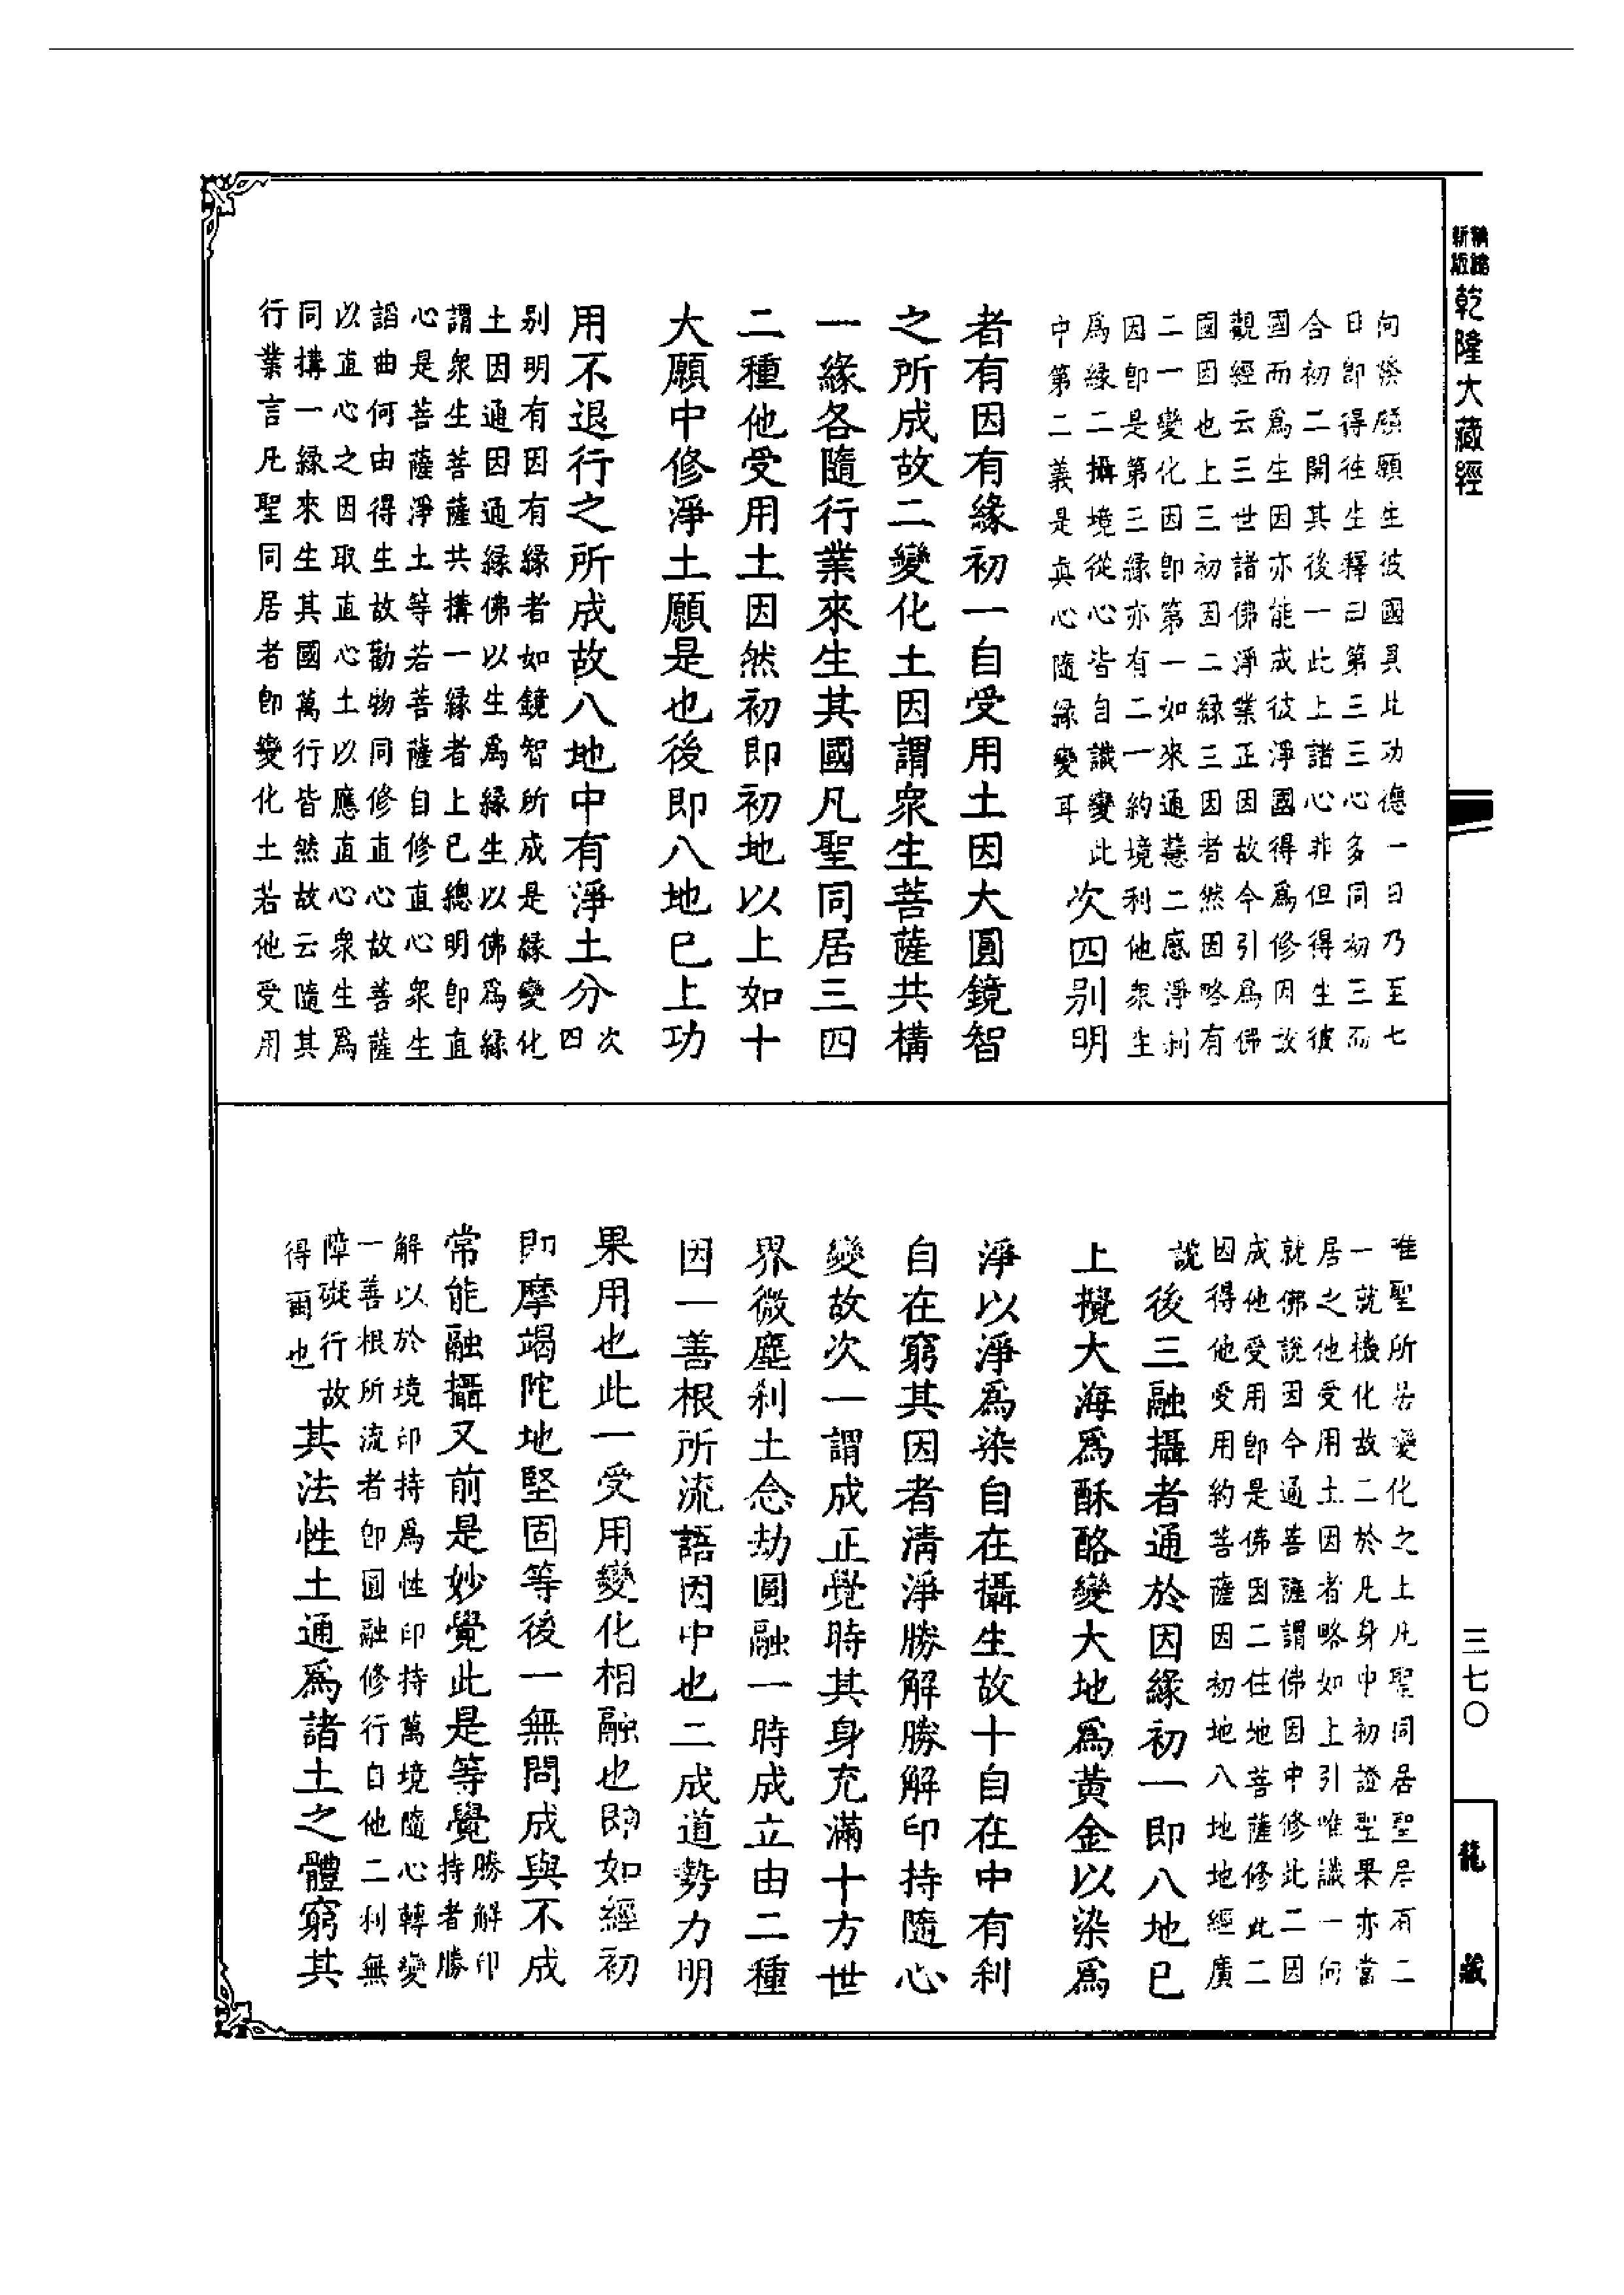 新版
乾隆大藏經
向發願願生彼國具此功德一日乃至七
日即得往生釋曰第三三心多同初三而
合初二開其後一此上諸心非但得生彼
國而爲生因亦能成彼淨國得爲修因故
觀經云三世諸佛淨業正因故今引爲佛
國因也上三初因二緣三因者然因略有
二一變化因即第一如來通慧二感淨利
因即是第三緣亦有二一約境利他衆生
爲緣二攝境從心皆自識變此
中第二義是真心隨緣變耳
次四別明
者有因有緣初一自受用土因大圓鏡智
之所成故二變化土因謂衆生菩薩共構
一緣各隨行業來生其國凡聖同居三四
二種他受用土因然初即初地以上如十
大願中修淨土願是也後即八地已上功
用不退行之所成故八地中有淨土分次四
別明有因有緣者如鏡智所成是緣變化
土因通因通緣佛以生爲緣生以佛爲緣
謂衆生菩薩共搆一緣者上已總明即直
心是菩薩淨土等若菩薩自修直心衆生
謟曲何由得生故勸物同修直心故菩薩
以直心之因取直心土以應直心衆生爲
同搆一緣來生其國萬行皆然故云隨其
行業言凡聖同居者即變化土若他受用
唯聖所居變化之土凡聖同居聖居有二
一就機化故二於凡身中初證聖果亦當
居之他受用土因者略如上引唯識一何
就佛說因今通菩薩謂佛因中修此二因
成他受用即是佛因二住地菩薩修此二
因得他受用約菩薩因初地八地地經廣
說
後三融攝者通於因緣初一即八地已
上攪大海爲酥酪變大地爲黃金以染爲
淨以淨爲染自在攝生故十自在中有利
自在窮其因者清淨勝解勝解印持隨心
變故次一謂成正覺時其身充滿十方世
界微塵刹土念劫圓融一時成立由二種
因一善根所流語因中也二成道勢力明
果用也此一受用變化相融也即如經初
即摩竭陀地堅固等後一無問成與不成
常能融攝又前是妙覺此是等覺勝解印持者勝
解以於境印持爲性印持萬境隨心轉變
一善根所流者即圓融修行自他二利無
障礙行故
得爾也
其法性土通爲諸土之體窮其
三七〇
龍藏